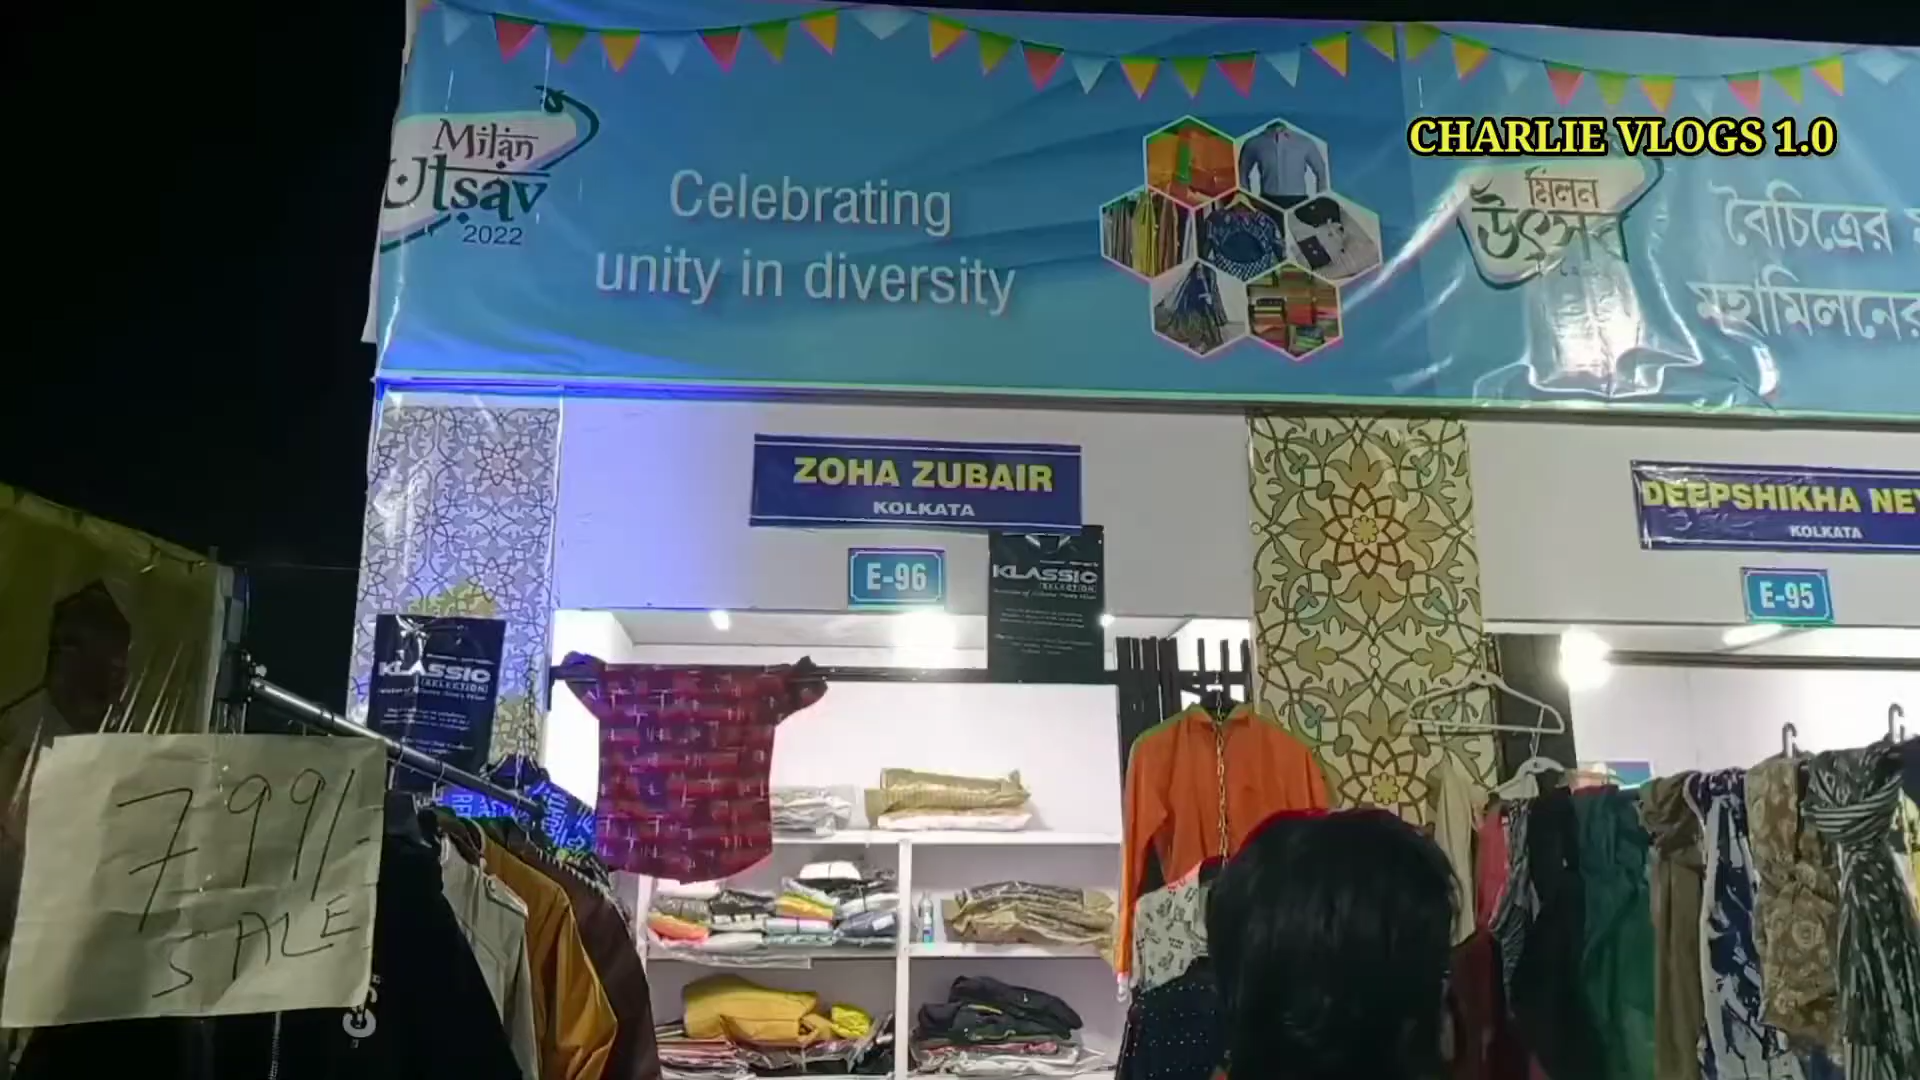 Milan
Utsav
2022
Celebrating
unity in diversity
CHARLIE VLOGS 1.0
মিলন
উৎসব
বৈচিত্রের
মহামিলনের
ZOHA ZUBAIR
KOLKATA
E-96
DEEPSHIKHA
KOLKATA
E-95
KLASSIC
SELECTION
KLASSIC
SELECTION
799/-
SALE